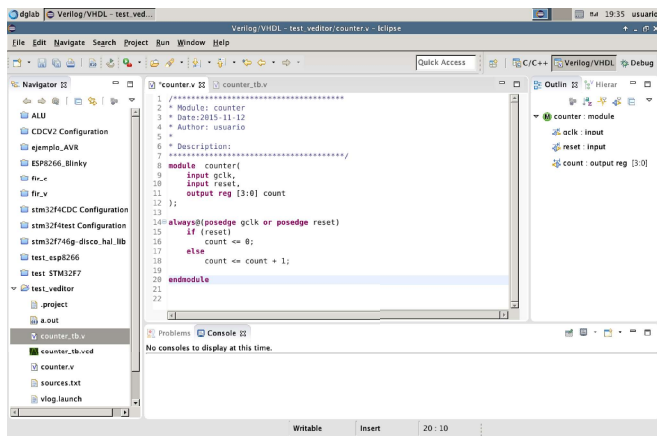 dglab Verilog/VHDL - test_ved... 19:35 usuario
Verilog/VHDL - test_veditor/counter.v - Eclipse
File Edit Navigate Search Project Run Window Help
Quick Access C/C++ Verilog/VHDL Debug
Navigator
*counter.v counter_tb.v
Outlin Hierar
ALU
CDCV2 Configuration
ejemplo_AVR
ESP8266_Blinky
fir_c
fir_v
stm32f4CDC Configuration
stm32f4test Configuration
stm32f746g-disco_hal_lib
test_esp8266
test STM32F7
test_veditor
.project
a.out
counter_tb.v
counter_tb.vcd
counter.v
sources.txt
vlog.launch
1 /****************************************
2 * Module: counter
3 * Date:2015-11-12
4 * Author: usuario
5 *
6 * Description:
7 ****************************************/
8 module counter(
9 input gclk,
10 input reset,
11 output reg [3:0] count
12 );
13
14 always@(posedge gclk or posedge reset)
15 if (reset)
16 count <= 0;
17 else
18 count <= count + 1;
19
20 endmodule
21
22
counter : module
gclk : input
reset : input
count : output reg [3:0]
Problems Console
No consoles to display at this time.
Writable Insert 20 : 10